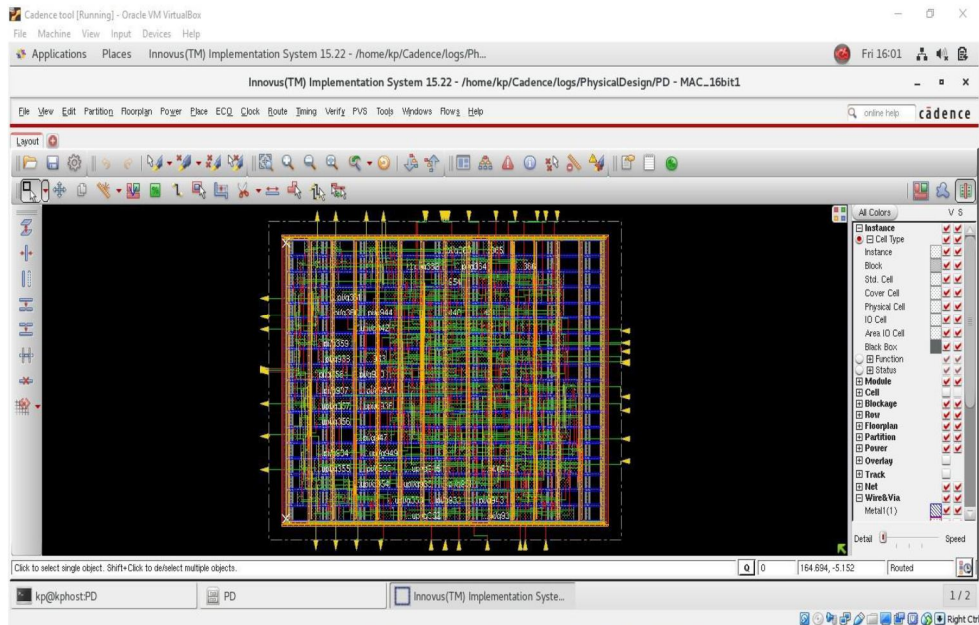 Cadence tool [Running] - Oracle VM VirtualBox
File Machine View Input Devices Help
Applications Places Innovus(TM) Implementation System 15.22 - /home/kp/Cadence/logs/Ph... Fri 16:01
Innovus(TM) Implementation System 15.22 - /home/kp/Cadence/logs/PhysicalDesign/PD - MAC_16bit1
File View Edit Partition Floorplan Power Place ECO Clock Route Timing Verify PVS Tools Windows Flows Help online help cādence
Layout
All Colors V S
Instance
Cell Type
Instance
Block
Std. Cell
Cover Cell
Physical Cell
IO Cell
Area IO Cell
Black Box
Function
Status
Module
Cell
Blockage
Row
Floorplan
Partition
Power
Overlay
Track
Net
Wire&Via
Metal1(1)
Detail Speed
Click to select single object. Shift+Click to de/select multiple objects. Q 0 164.694, -5.152 Routed
kp@kphost:PD PD Innovus(TM) Implementation Syste... 1 / 2
Right Ctrl